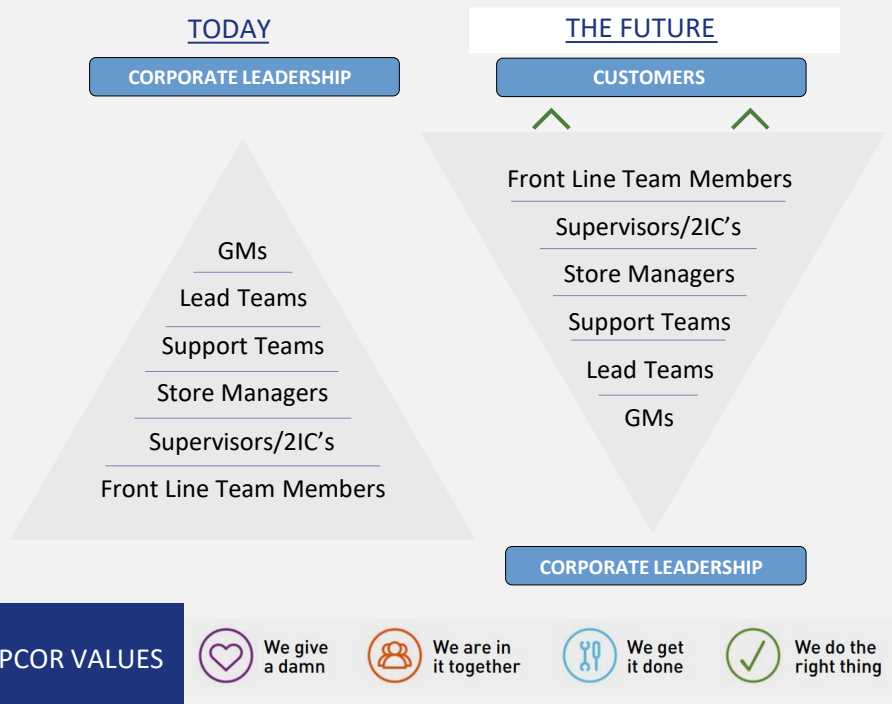 TODAY
CORPORATE LEADERSHIP
GMs
Lead Teams
Support Teams
Store Managers
Supervisors/2IC’s
Front Line Team Members
THE FUTURE
CUSTOMERS
Front Line Team Members
Supervisors/2IC’s
Store Managers
Support Teams
Lead Teams
GMs
CORPORATE LEADERSHIP
PCOR VALUES
We give
a damn
We are in
it together
We get
it done
We do the
right thing